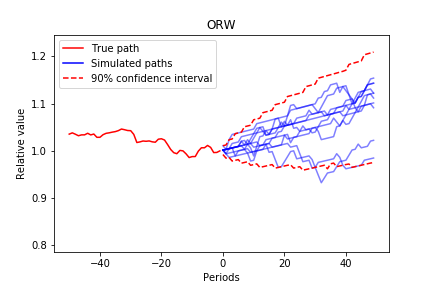 ORW
True path
Simulated paths
90% confidence interval
Relative value
1.2
1.1
1.0
0.9
0.8
−40
−20
0
20
40
Periods